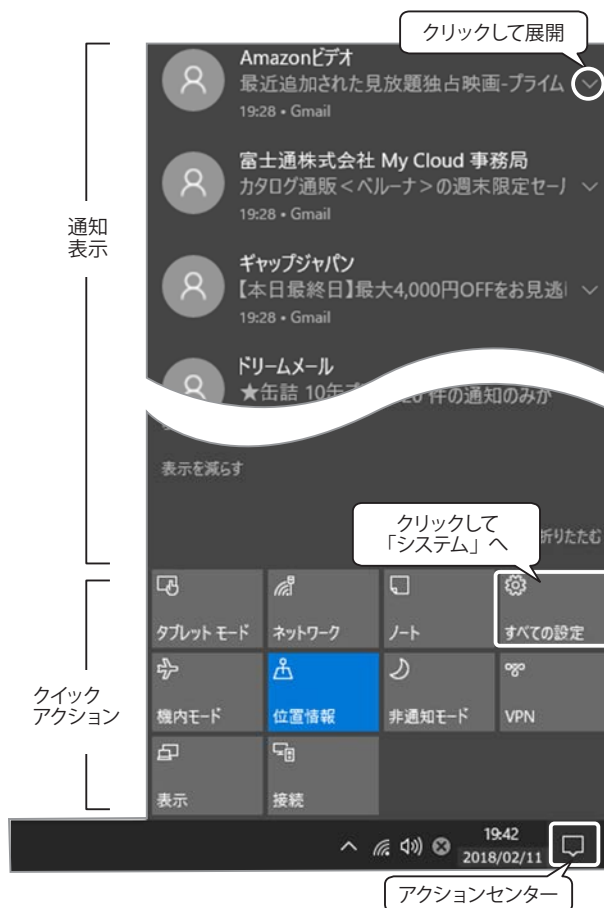 クリックして展開
Amazonビデオ
最近追加された見放題独占映画-プライム
19:28 • Gmail
富士通株式会社 My Cloud 事務局
カタログ通販<ベルーナ>の週末限定セー
19:28 • Gmail
通知
表示
ギャップジャパン
【本日最終日】最大4,000円OFFをお見逃
19:28 • Gmail
ドリームメール
★缶詰 10年
件の通知のみが
表示を減らす
クリックして
「システム」へ
折りたたむ
タブレット モード
ネットワーク
ノート
すべての設定
クイック
アクション
機内モード
位置情報
非通知モード
VPN
表示
接続
19:42
2018/02/11
アクションセンター